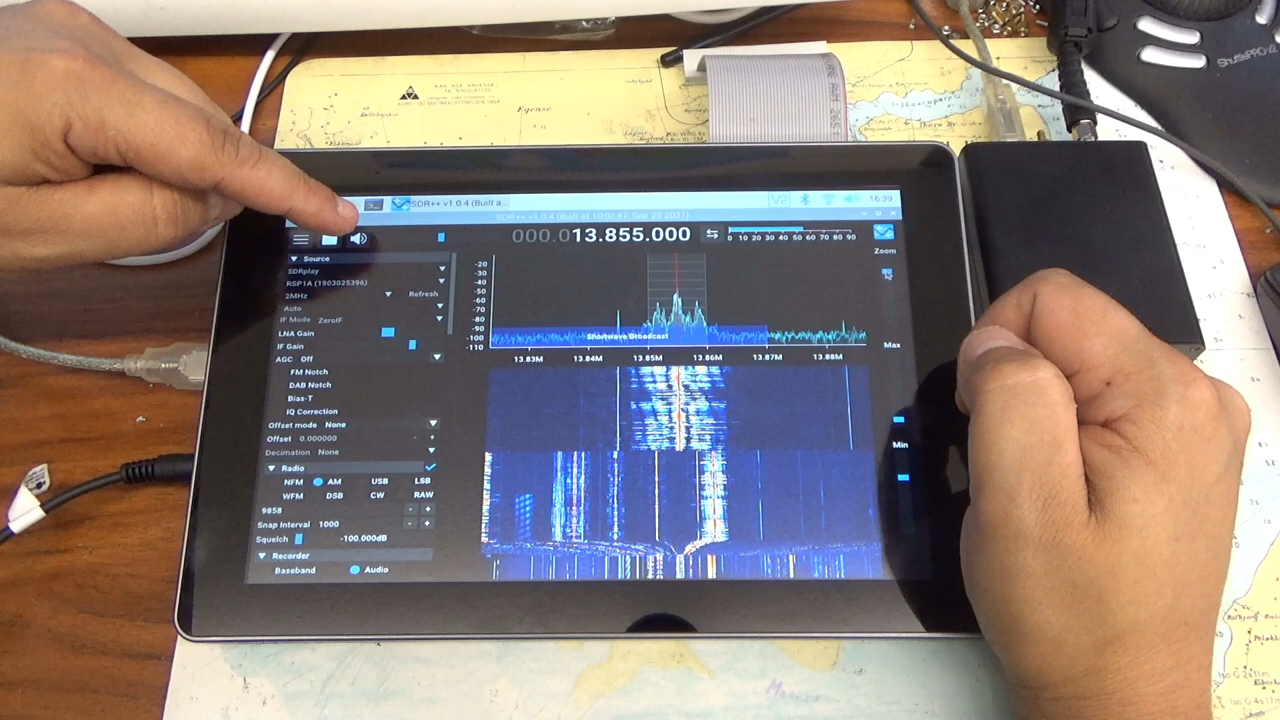 ShuttlePRO v2
Kyense
SDR++ v1.0.4 (Built a...
V2
16:39
SDR++ v1.0.4 (Built at 10:02:47, Sep 29 2021)
000.013.855.000
0 10 20 30 40 50 60 70 80 90
Zoom
Source
SDRplay
RSP1A (1903025396)
2MHz
Refresh
Auto
IF Mode ZeroIF
LNA Gain
IF Gain
AGC Off
FM Notch
DAB Notch
Bias-T
IQ Correction
Offset mode None
Offset 0.000000 - +
Decimation None
Radio
NFM AM USB LSB
WFM DSB CW RAW
9858 - +
Snap Interval 1000 - +
Squelch -100.000dB
Recorder
Baseband Audio
-20
-30
-40
-50
-60
-70
-80
-90
-100
-110
Shortwave Broadcast
13.83M 13.84M 13.85M 13.86M 13.87M 13.88M
Max
Min